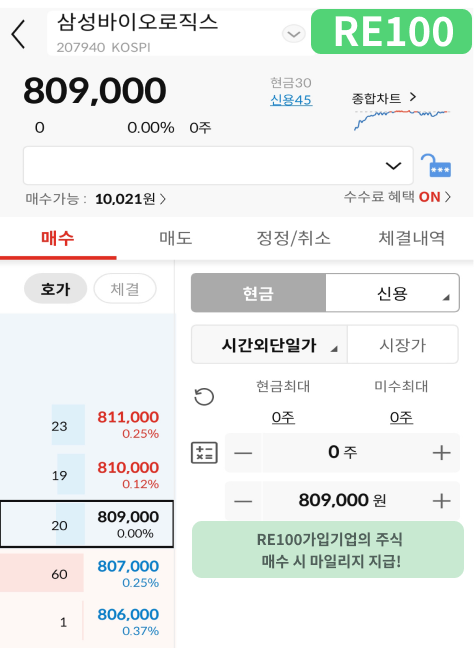 삼성바이오로직스
RE100
207940 KOSPI
809,000
현금30
신용45
종합차트
0 0.00% 0주
매수가능 : 10,021원
수수료 혜택 ON
매수 매도 정정/취소 체결내역
호가 체결
현금 신용
시간외단일가 시장가
현금최대 미수최대
0주 0주
0 주
809,000 원
RE100가입기업의 주식
매수 시 마일리지 지급!
23 811,000
0.25%
19 810,000
0.12%
20 809,000
0.00%
60 807,000
0.25%
1 806,000
0.37%